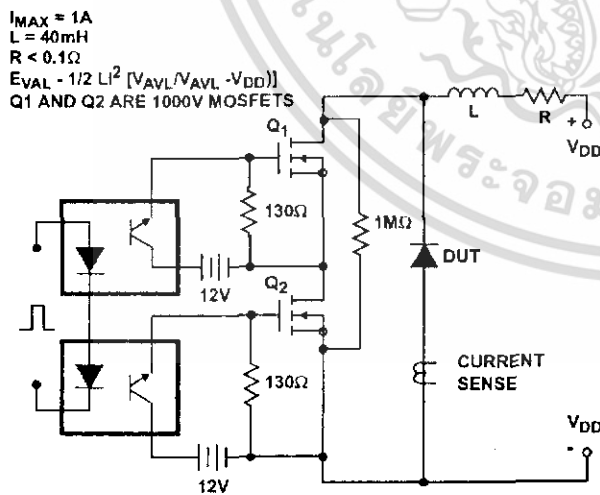 IMAX = 1A
L = 40mH
R < 0.1Ω
EVAL - 1/2 LI² [VAVL/VAVL -VDD)]
Q1 AND Q2 ARE 1000V MOSFETS
Q1
L
R
+
VDD
130Ω
1MΩ
DUT
12V
Q2
130Ω
CURRENT
SENSE
VDD
-
12V